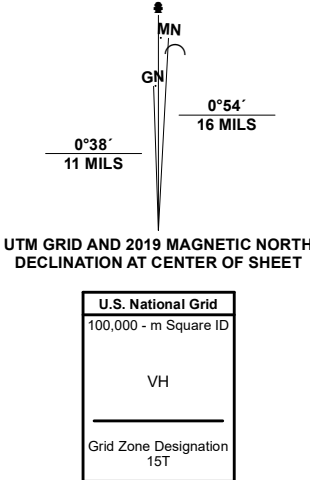 MN
GN
0°54´
16 MILS
0°38´
11 MILS
UTM GRID AND 2019 MAGNETIC NORTH
DECLINATION AT CENTER OF SHEET
U.S. National Grid
100,000 - m Square ID
VH
Grid Zone Designation
15T